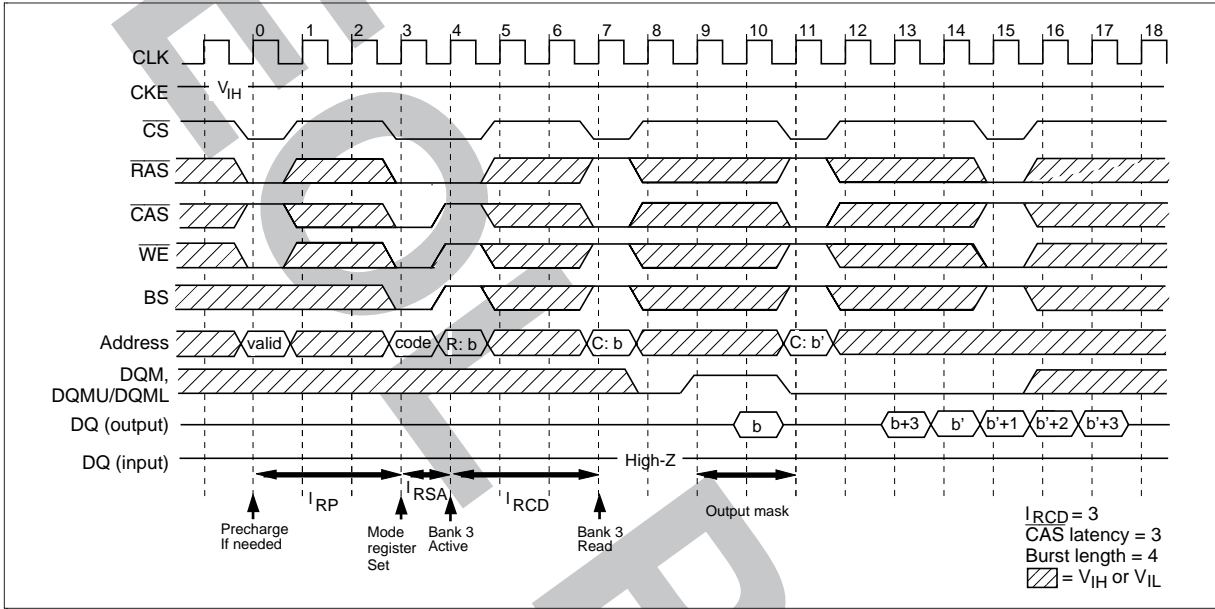 0 1 2 3 4 5 6 7 8 9 10 11 12 13 14 15 16 17 18
CLK
CKE VIH
CS
RAS
CAS
WE
BS
Address valid code R: b C: b C: b'
DQM,
DQMU/DQML
DQ (output) b b+3 b' b'+1 b'+2 b'+3
DQ (input) High-Z
lRP lRSA lRCD Output mask
Precharge
If needed
Mode
register
Set
Bank 3
Active
Bank 3
Read
lRCD = 3
CAS latency = 3
Burst length = 4
= VIH or VIL
EOL P